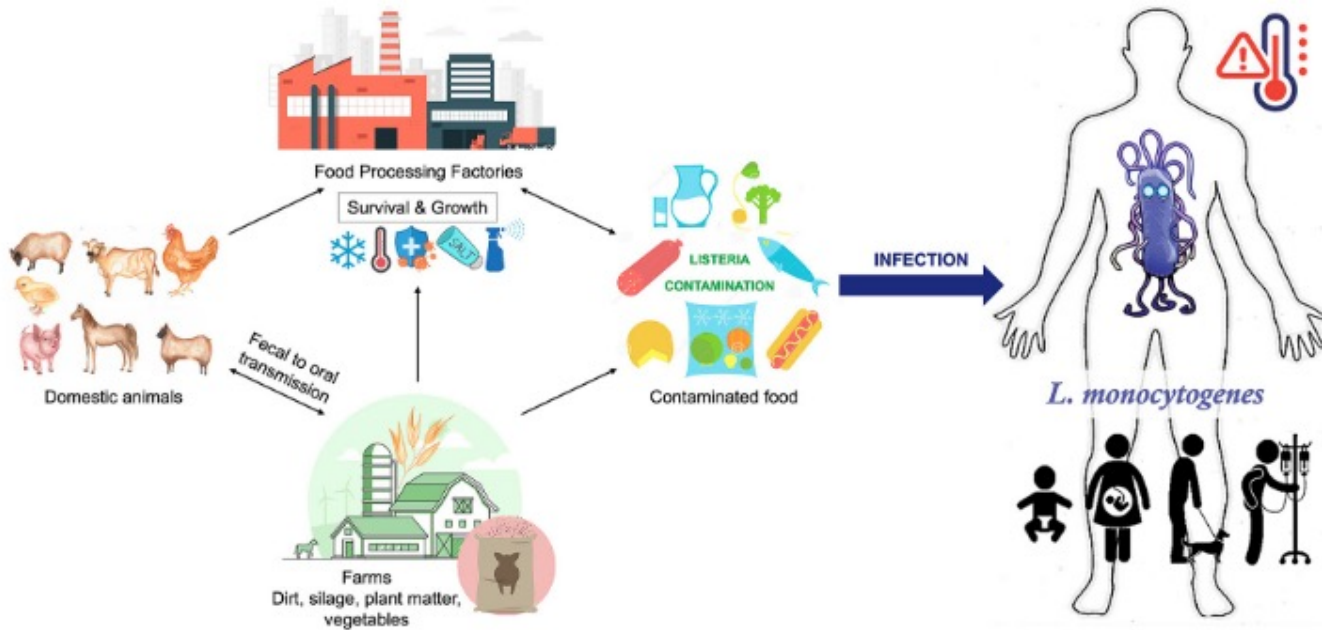 Food Processing Factories
Survival & Growth
SALT
Domestic animals
Fecal to oral
transmission
Farms
Dirt, silage, plant matter,
vegetables
LISTERIA
CONTAMINATION
Contaminated food
INFECTION
L. monocytogenes